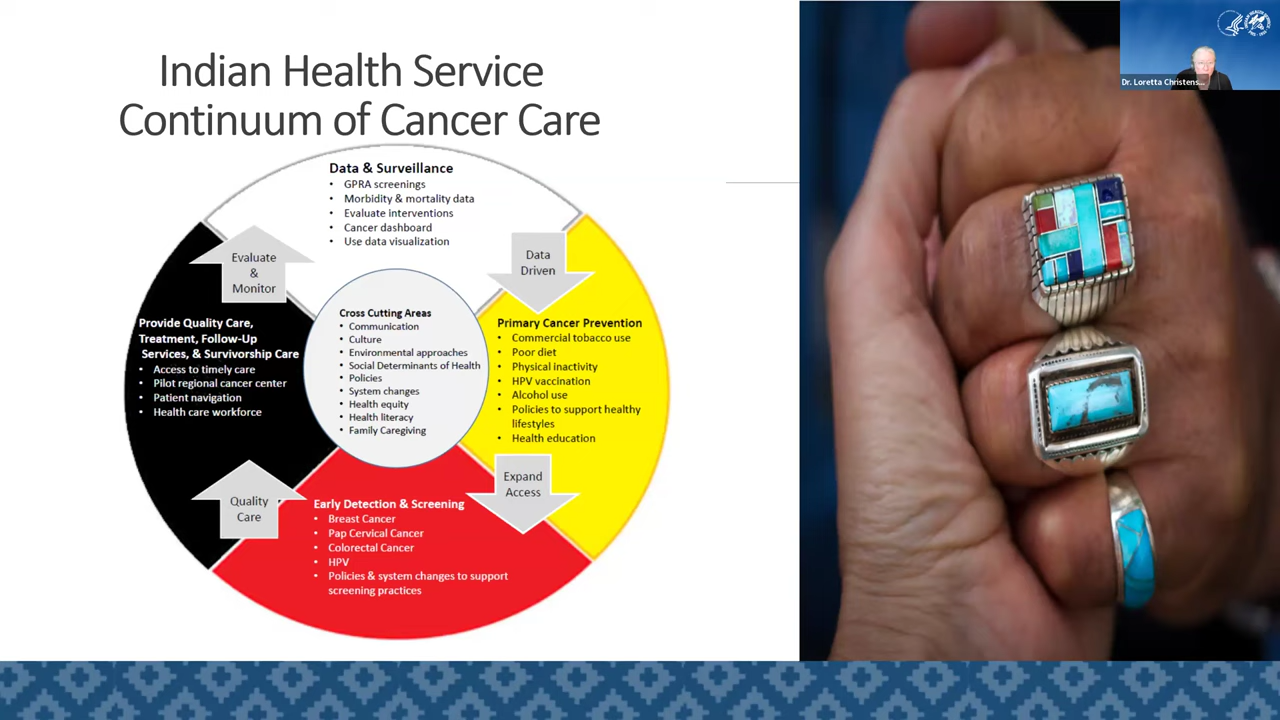 Indian Health Service
Continuum of Cancer Care
Dr. Loretta Christens...
Data & Surveillance
• GPRA screenings
• Morbidity & mortality data
• Evaluate interventions
• Cancer dashboard
• Use data visualization
Evaluate
&
Monitor
Data
Driven
Cross Cutting Areas
• Communication
• Culture
• Environmental approaches
• Social Determinants of Health
• Policies
• System changes
• Health equity
• Health literacy
• Family Caregiving
Provide Quality Care,
Treatment, Follow-Up
Services, & Survivorship Care
• Access to timely care
• Pilot regional cancer center
• Patient navigation
• Health care workforce
Primary Cancer Prevention
• Commercial tobacco use
• Poor diet
• Physical inactivity
• HPV vaccination
• Alcohol use
• Policies to support healthy
lifestyles
• Health education
Quality
Care
Expand
Access
Early Detection & Screening
• Breast Cancer
• Pap Cervical Cancer
• Colorectal Cancer
• HPV
• Policies & system changes to support
screening practices